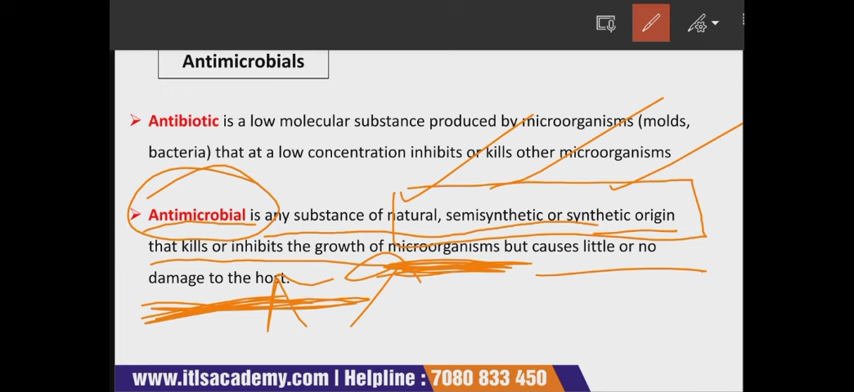 Antimicrobials
➢ Antibiotic is a low molecular substance produced by microorganisms (molds,
bacteria) that at a low concentration inhibits or kills other microorganisms
➢ Antimicrobial is any substance of natural, semisynthetic or synthetic origin
that kills or inhibits the growth of microorganisms but causes little or no
damage to the host.
www.itlsacademy.com | Helpline : 7080 833 450